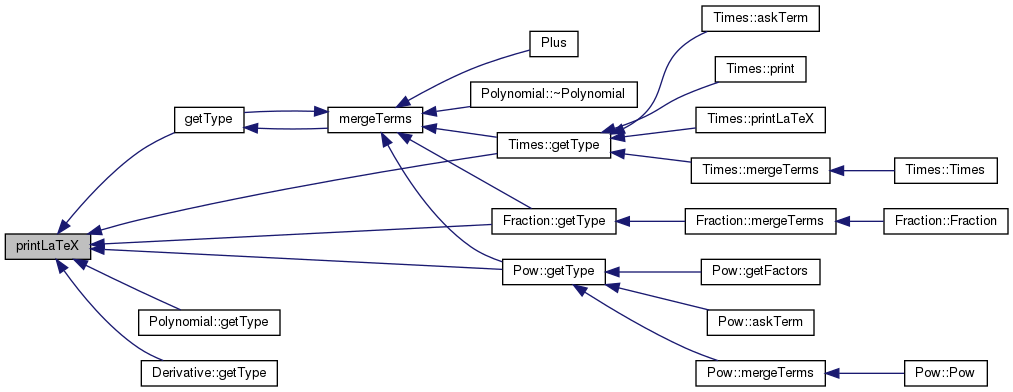 Times::askTerm
Plus
Times::print
Polynomial::~Polynomial
getType
mergeTerms
Times::printLaTeX
Times::getType
Times::mergeTerms
Times::Times
Fraction::getType
Fraction::mergeTerms
Fraction::Fraction
printLaTeX
Pow::getType
Pow::getFactors
Polynomial::getType
Pow::askTerm
Derivative::getType
Pow::mergeTerms
Pow::Pow